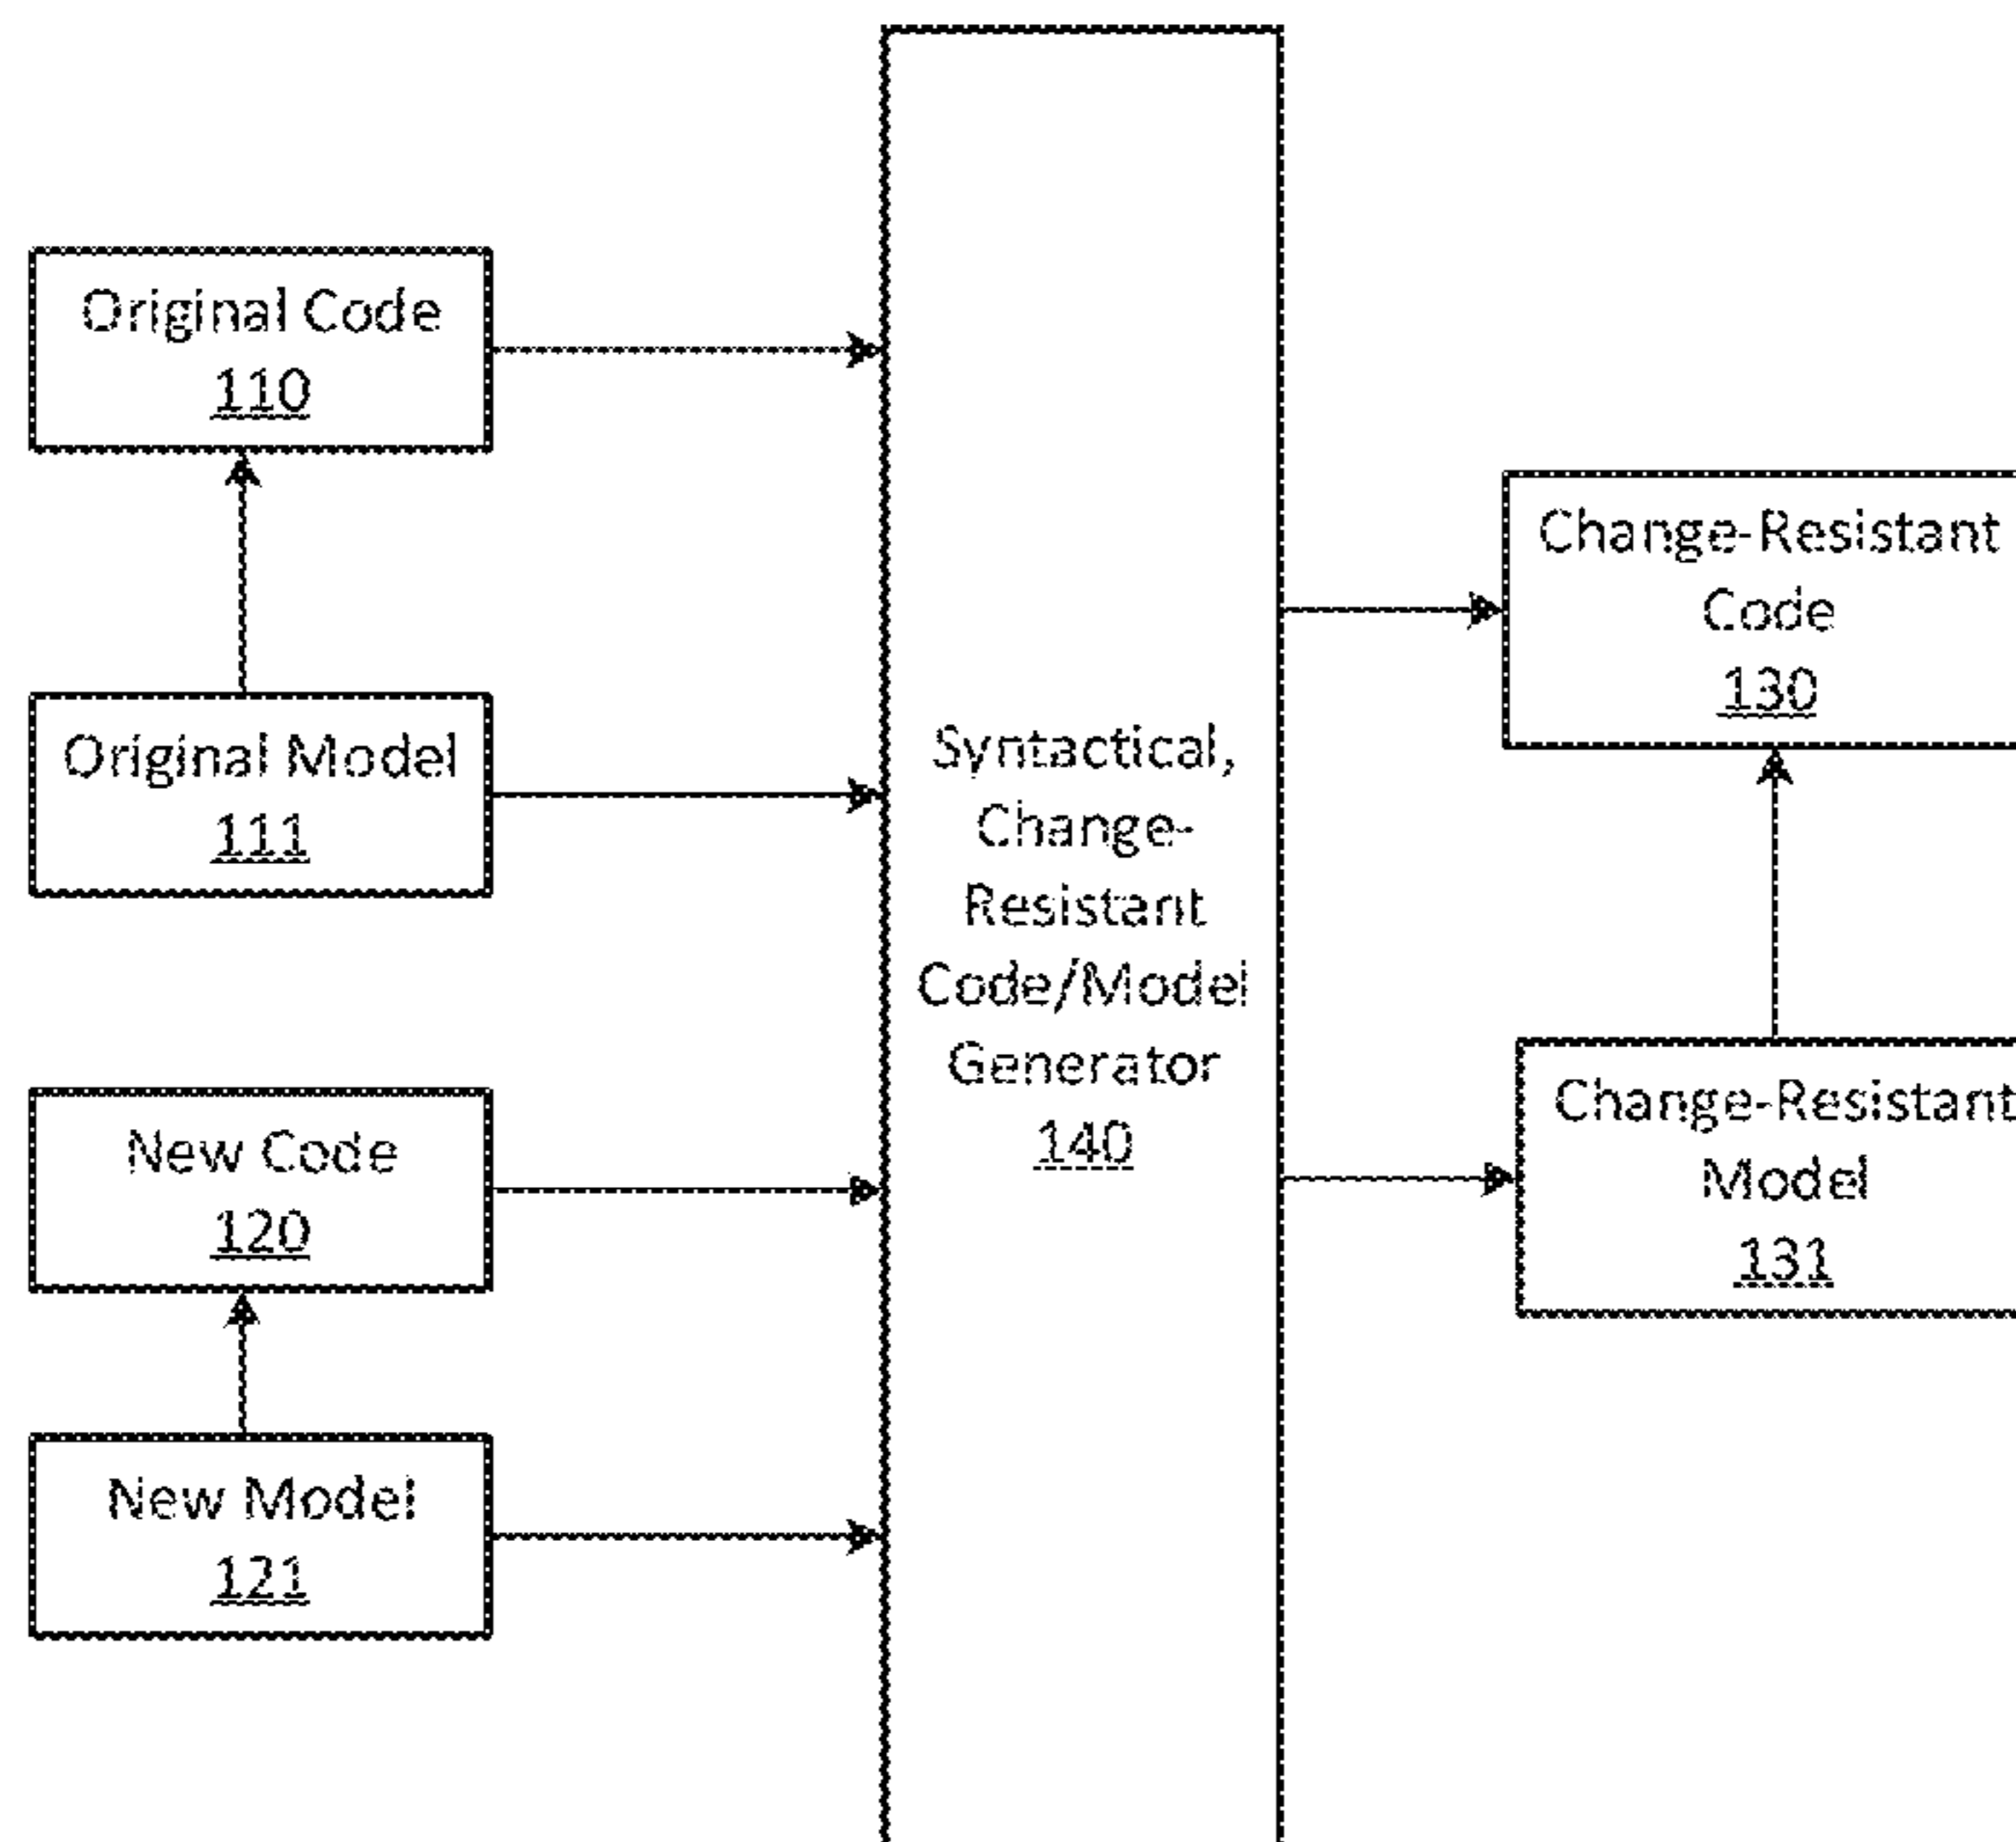 Original Code
110
Original Model
111
New Code
120
New Model
121
Syntactical,
Change-
Resistant
Code/Model
Generator
140
Change-Resistant
Code
130
Change-Resistant
Model
131